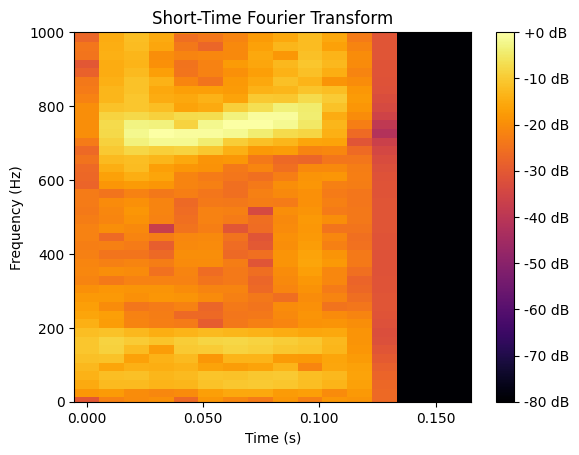 Short-Time Fourier Transform
Frequency (Hz)
1000
800
600
400
200
0
0.000
0.050
0.100
0.150
Time (s)
+0 dB
-10 dB
-20 dB
-30 dB
-40 dB
-50 dB
-60 dB
-70 dB
-80 dB